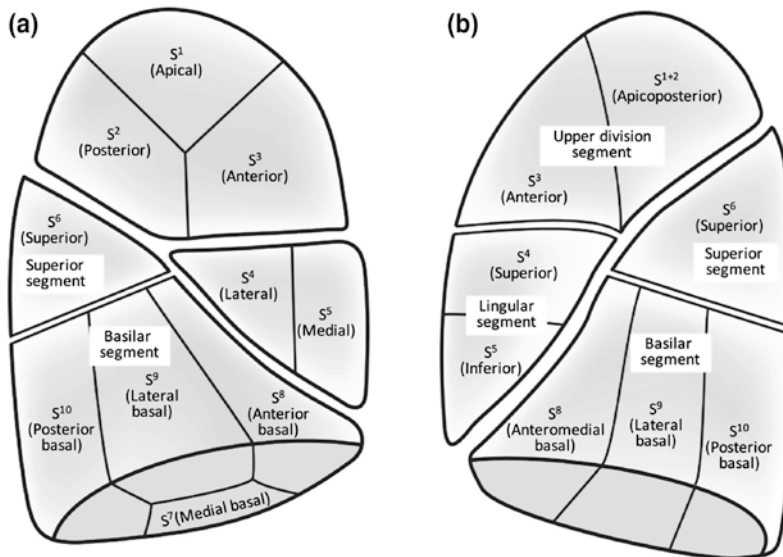 (a)
S¹
(Apical)
S²
(Posterior)
S³
(Anterior)
S⁶
(Superior)
Superior
segment
S⁴
(Lateral)
S⁵
(Medial)
Basilar
segment
S⁹
(Lateral
basal)
S⁸
(Anterior
basal)
S¹⁰
(Posterior
basal)
S⁷(Medial basal)
(b)
S¹⁺²
(Apicoposterior)
Upper division
segment
S³
(Anterior)
S⁶
(Superior)
Superior
segment
S⁴
(Superior)
Lingular
segment
S⁵
(Inferior)
Basilar
segment
S⁸
(Anteromedial
basal)
S⁹
(Lateral
basal)
S¹⁰
(Posterior
basal)